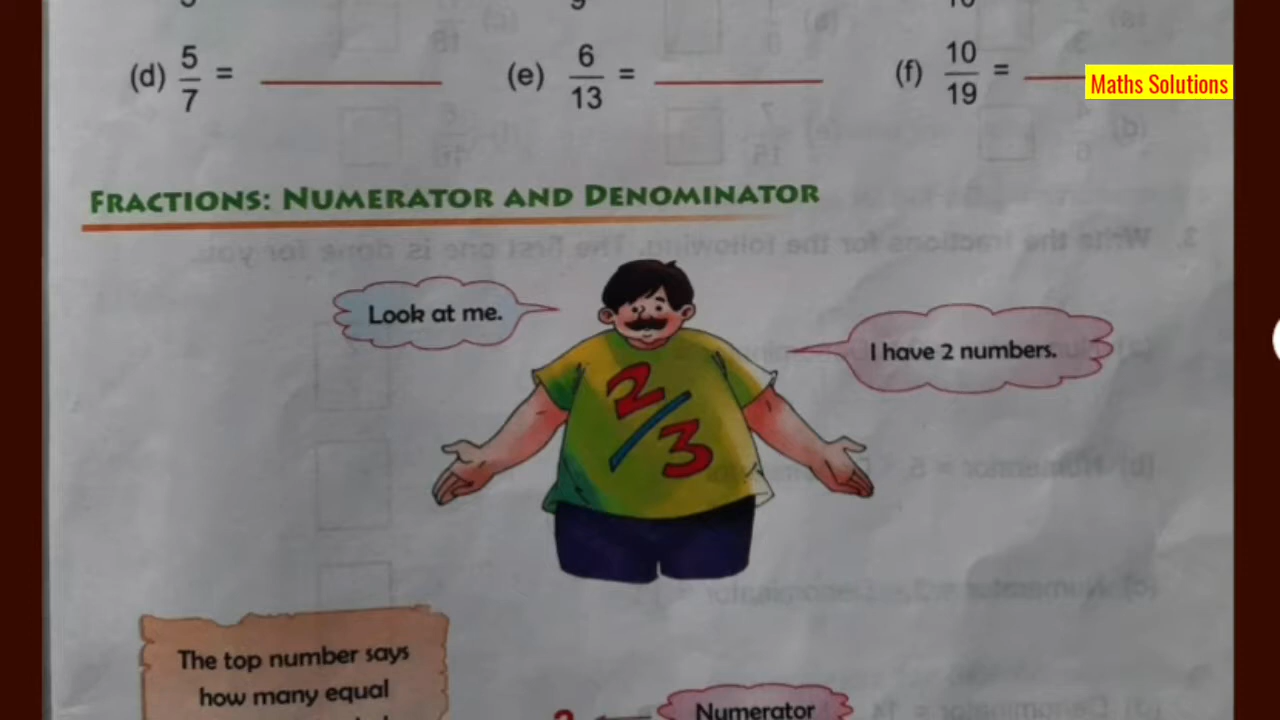 (d) 5/7 = (e) 6/13 = (f) 10/19 =
Maths Solutions
FRACTIONS: NUMERATOR AND DENOMINATOR
Look at me.
I have 2 numbers.
2/3
The top number says
how many equal
Numerator